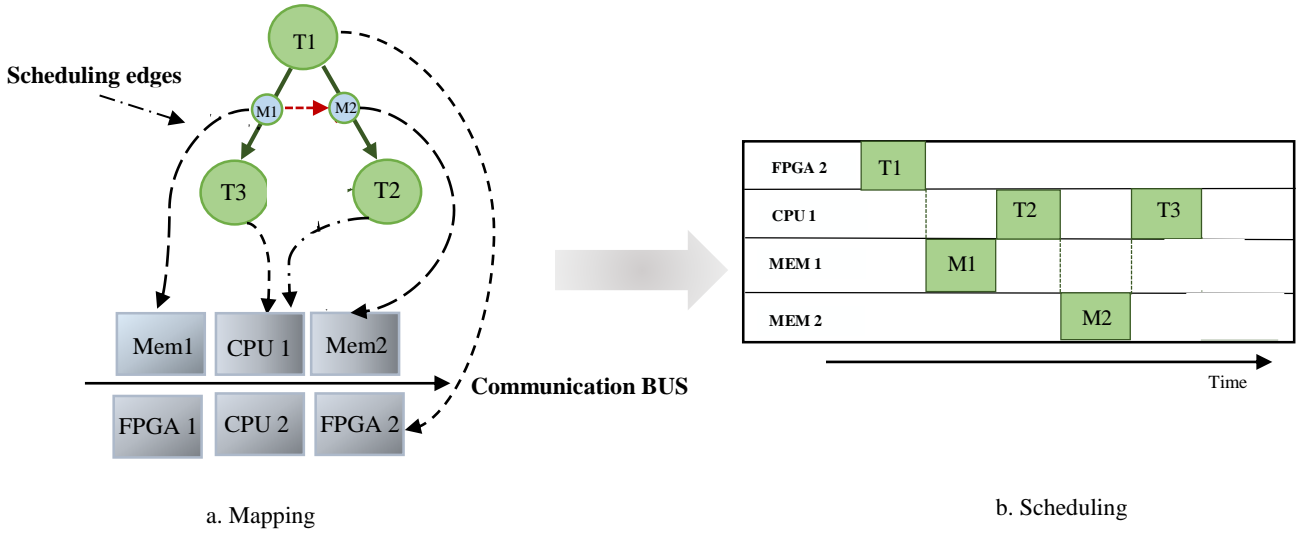 T1
Scheduling edges
M1
M2
T3
T2
Mem1
CPU 1
Mem2
Communication BUS
FPGA 1
CPU 2
FPGA 2
a. Mapping
FPGA 2
T1
CPU 1
T2
T3
MEM 1
M1
MEM 2
M2
Time
b. Scheduling